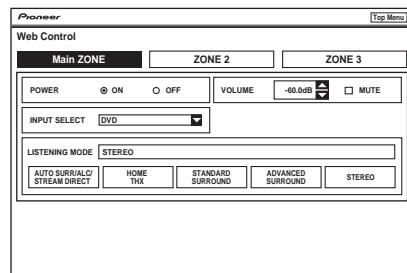 Pioneer Top Menu
Web Control
Main ZONE ZONE 2 ZONE 3
POWER ON OFF VOLUME -60.0dB MUTE
INPUT SELECT DVD
LISTENING MODE STEREO
AUTO SURR/ALC/
STREAM DIRECT
HOME
THX
STANDARD
SURROUND
ADVANCED
SURROUND
STEREO